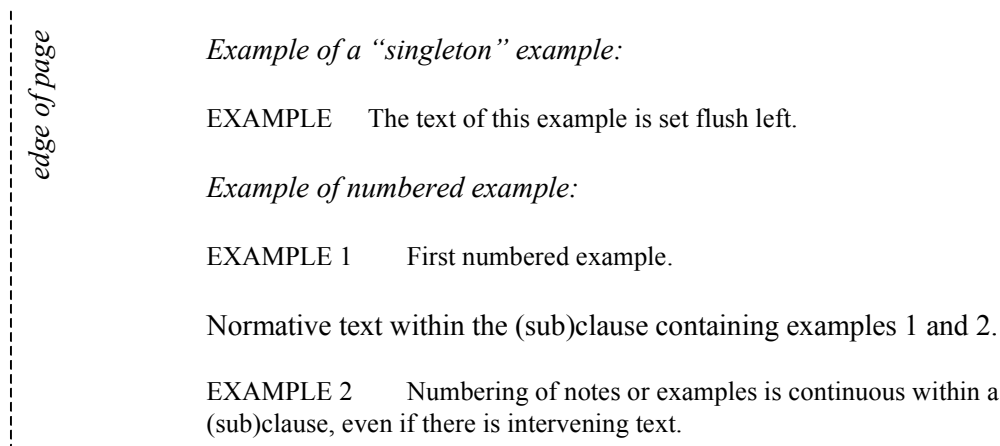 edge of page
Example of a “singleton” example:
EXAMPLE The text of this example is set flush left.
Example of numbered example:
EXAMPLE 1 First numbered example.
Normative text within the (sub)clause containing examples 1 and 2.
EXAMPLE 2 Numbering of notes or examples is continuous within a
(sub)clause, even if there is intervening text.